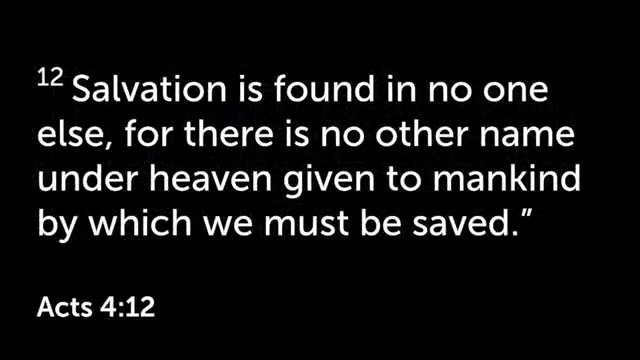 12 Salvation is found in no one
else, for there is no other name
under heaven given to mankind
by which we must be saved.”
Acts 4:12